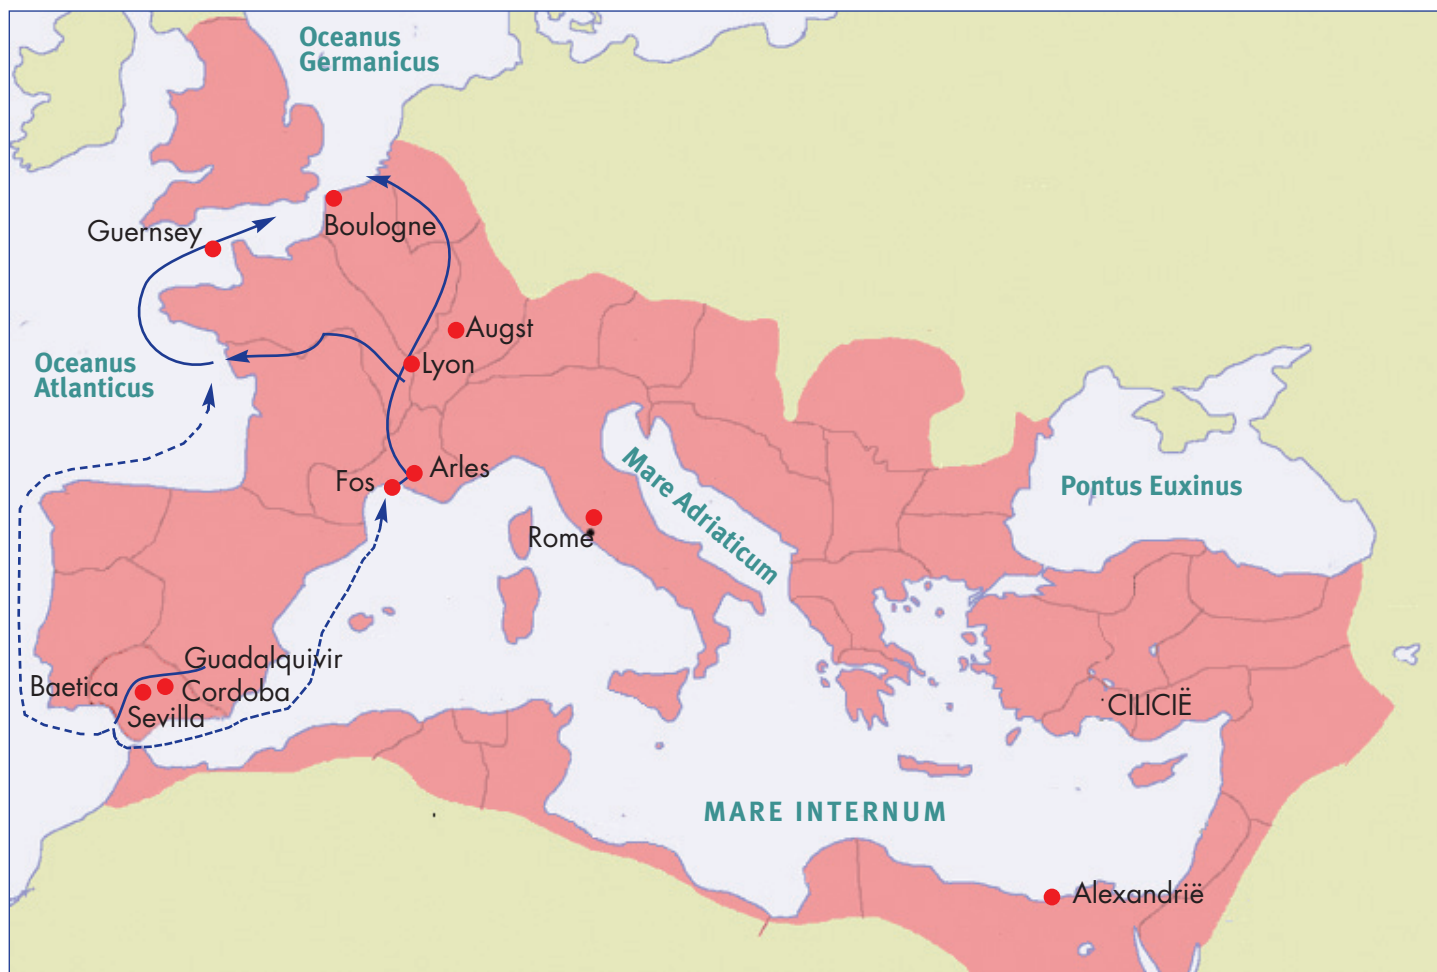 Oceanus
Germanicus
Guernsey
Boulogne
Augst
Lyon
Oceanus
Atlanticus
Arles
Fos
Mare Adriaticum
Pontus Euxinus
Rome
Guadalquivir
Baetica
Cordoba
Sevilla
CILICIË
MARE INTERNUM
Alexandrië